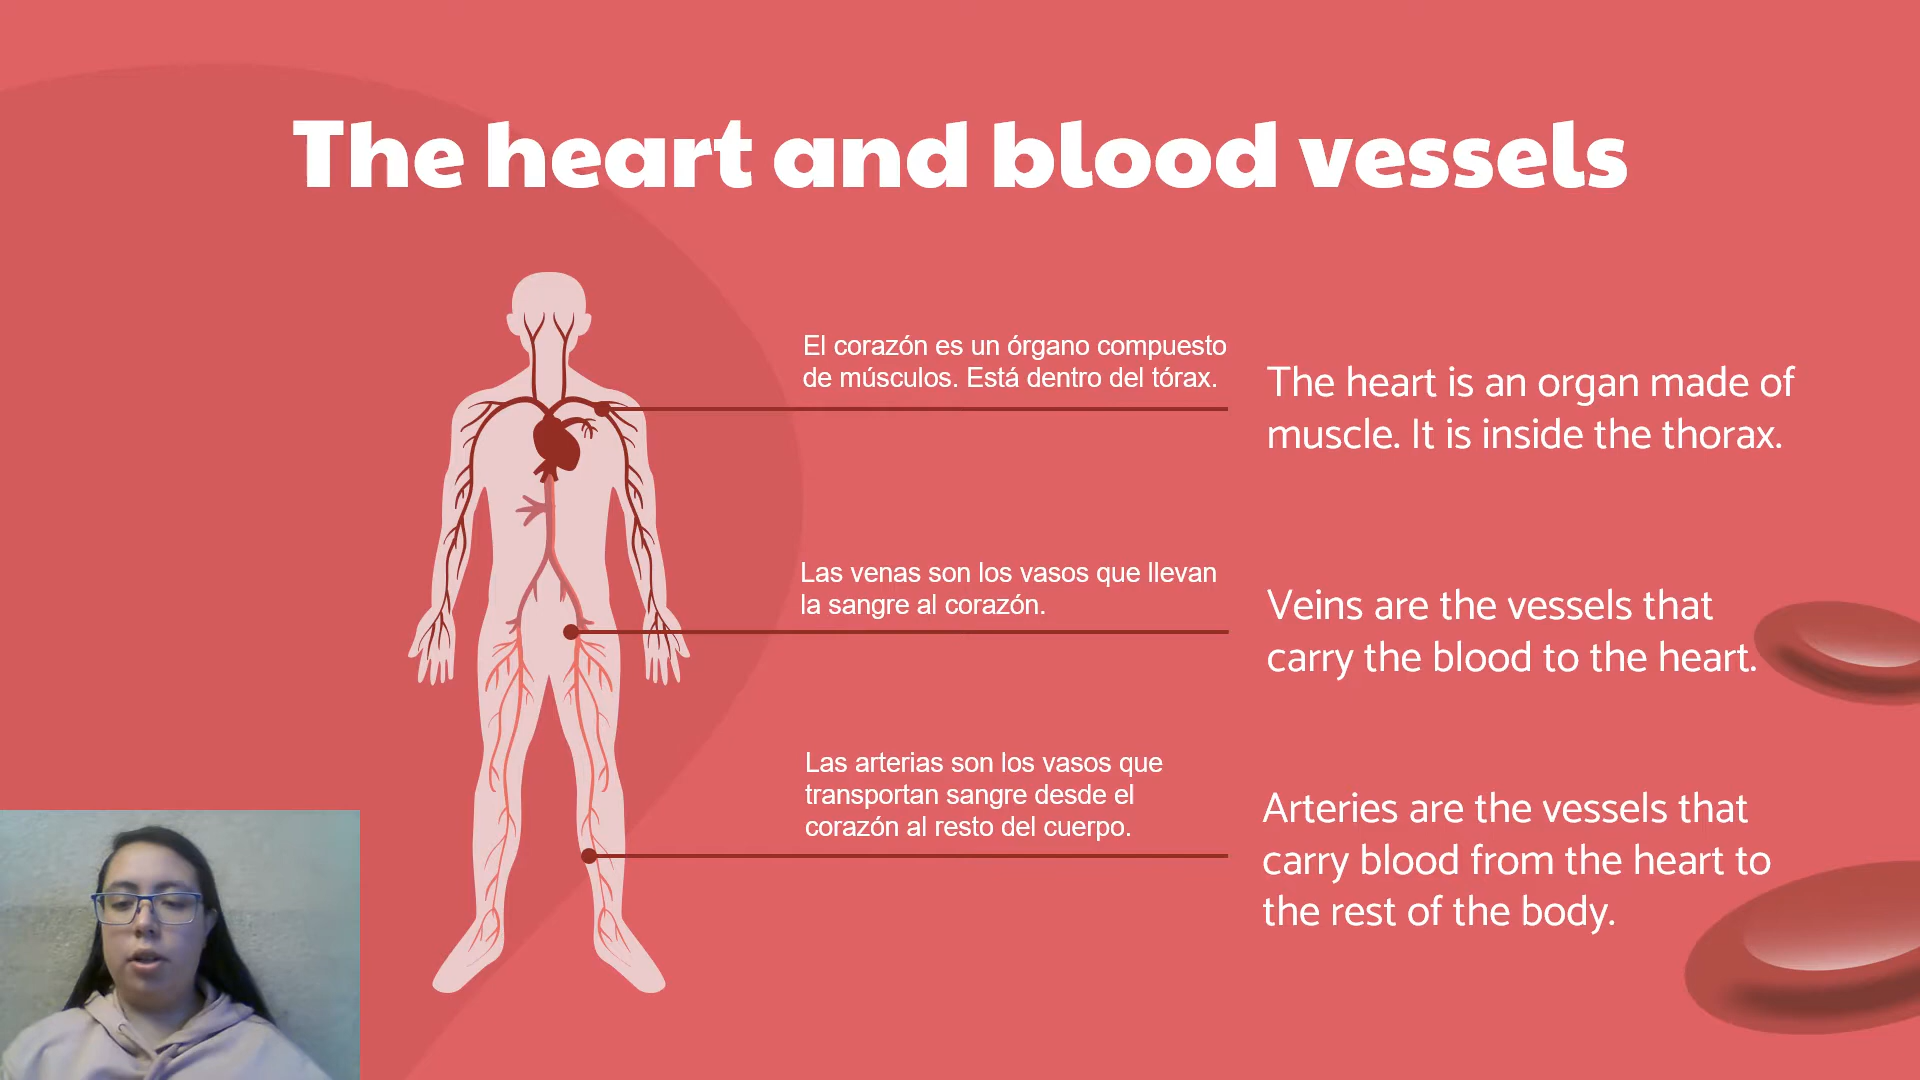 The heart and blood vessels
El corazón es un órgano compuesto
de músculos. Está dentro del tórax.
The heart is an organ made of
muscle. It is inside the thorax.
Las venas son los vasos que llevan
la sangre al corazón.
Veins are the vessels that
carry the blood to the heart.
Las arterias son los vasos que
transportan sangre desde el
corazón al resto del cuerpo.
Arteries are the vessels that
carry blood from the heart to
the rest of the body.